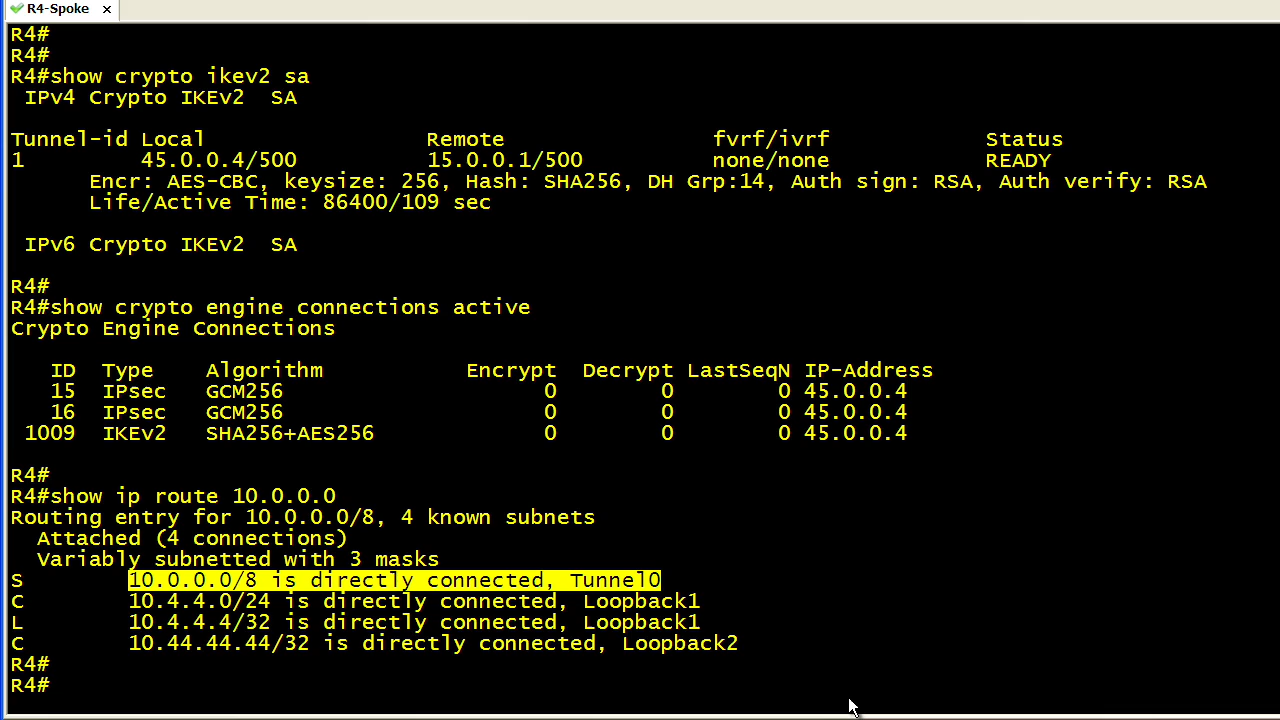 R4-Spoke ×
R4#
R4#
R4#show crypto ikev2 sa
 IPv4 Crypto IKEv2  SA

Tunnel-id Local                 Remote                fvrf/ivrf            Status
1         45.0.0.4/500          15.0.0.1/500          none/none            READY
      Encr: AES-CBC, keysize: 256, Hash: SHA256, DH Grp:14, Auth sign: RSA, Auth verify: RSA
      Life/Active Time: 86400/109 sec

 IPv6 Crypto IKEv2  SA

R4#
R4#show crypto engine connections active
Crypto Engine Connections

   ID  Type    Algorithm           Encrypt  Decrypt LastSeqN IP-Address
   15  IPsec   GCM256                    0        0        0 45.0.0.4
   16  IPsec   GCM256                    0        0        0 45.0.0.4
 1009  IKEv2   SHA256+AES256             0        0        0 45.0.0.4

R4#
R4#show ip route 10.0.0.0
Routing entry for 10.0.0.0/8, 4 known subnets
  Attached (4 connections)
  Variably subnetted with 3 masks
S        10.0.0.0/8 is directly connected, Tunnel0
C        10.4.4.0/24 is directly connected, Loopback1
L        10.4.4.4/32 is directly connected, Loopback1
C        10.44.44.44/32 is directly connected, Loopback2
R4#
R4#